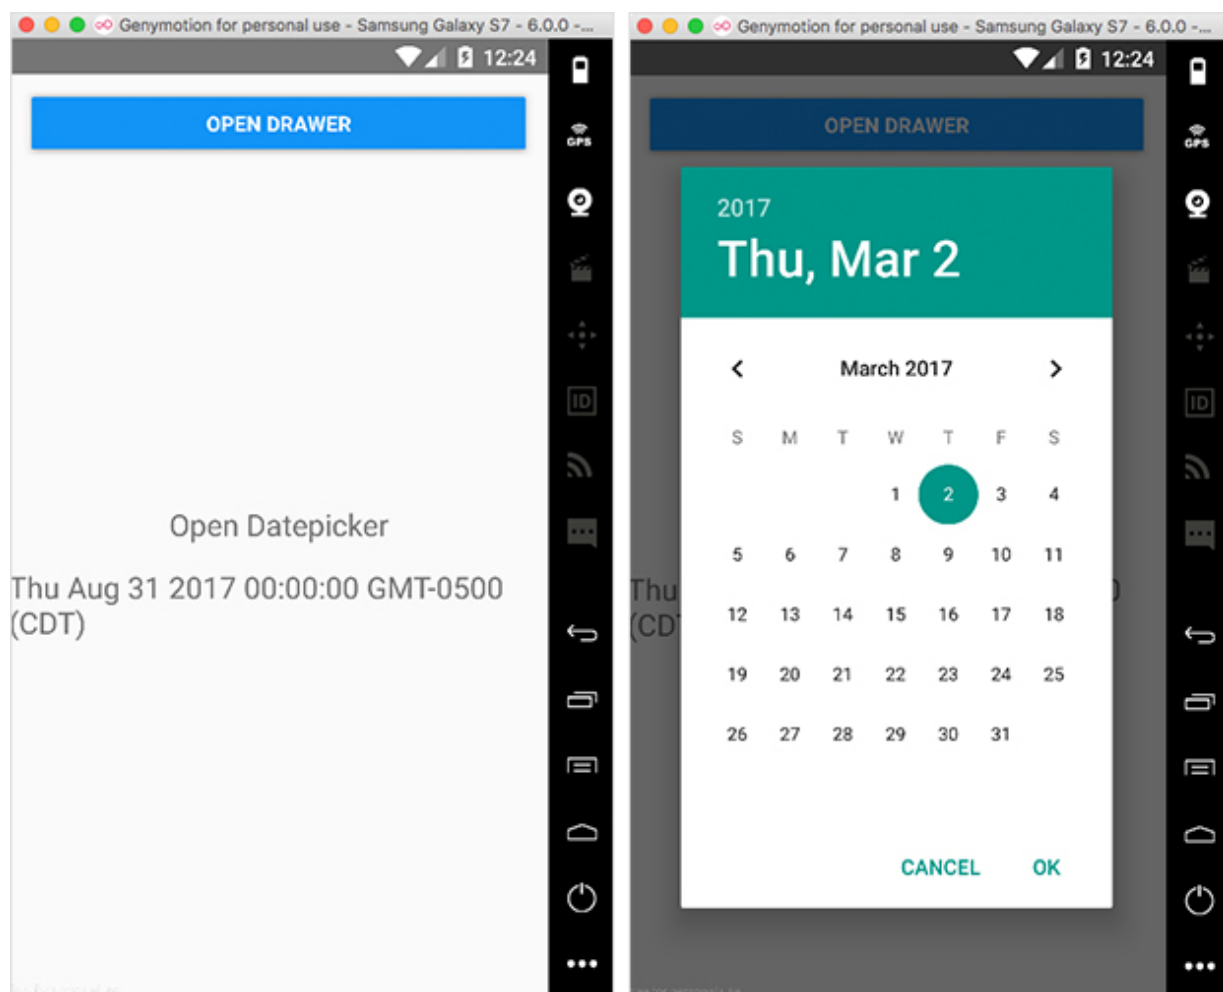 Genymotion for personal use - Samsung Galaxy S7 - 6.0.0 -...
12:24
OPEN DRAWER
GPS
ID
Open Datepicker
Thu Aug 31 2017 00:00:00 GMT-0500
(CDT)
Genymotion for personal use - Samsung Galaxy S7 - 6.0.0 -...
12:24
OPEN DRAWER
GPS
2017
Thu, Mar 2
March 2017
S M T W T F S
1 2 3 4
5 6 7 8 9 10 11
ID
12 13 14 15 16 17 18
19 20 21 22 23 24 25
26 27 28 29 30 31
Thu
(CD
CANCEL OK